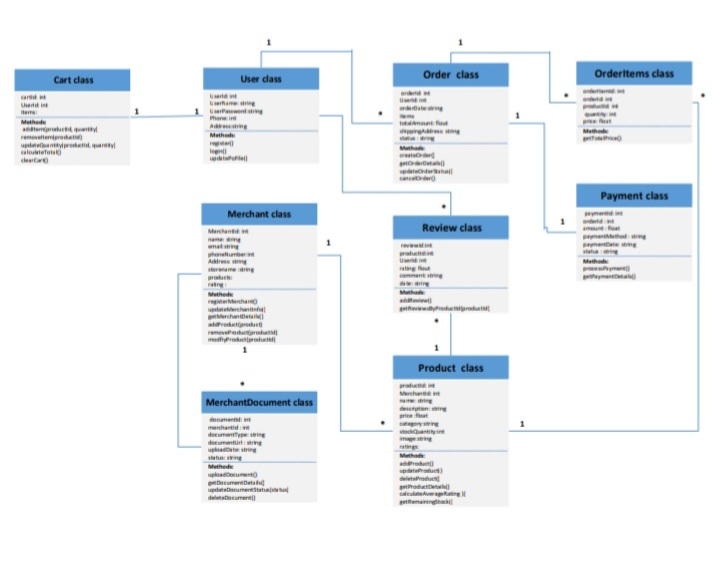 Cart class
cartId: int
UserId: int
items:
Methods:
addItem(productId, quantity)
removeItem(productId)
updateQuantity(productId, quantity)
calculateTotal()
clearCart()
1
1
User class
UserId: int
UserName: string
UserPassword:string
Phone: int
Address:string
Methods:
register()
login()
updateProfile()
1
*
*
Order class
orderId: int
UserId: int
orderDate:string
items
totalAmount: float
shippingAddress: string
status : string
Methods:
createOrder()
getOrderDetails()
updateOrderStatus()
cancelOrder()
1
*
1
1
OrderItems class
orderItemId: int
orderId: int
productId: int
quantity: int
price: float
Methods:
getTotalPrice()
*
Payment class
paymentId: int
orderId : int
amount : float
paymentMethod : string
paymentDate: string
status : string
Methods:
processPayment()
getPaymentDetails()
Merchant class
MerchantId: int
name: string
email:string
phoneNumber:int
Address: string
storename :string
products:
rating :
Methods:
registerMerchant()
updateMerchantInfo()
getMerchantDetails()
addProduct(product)
removeProduct(productId)
modifyProduct(productId)
1
1
*
*
MerchantDocument class
documentId: int
merchantId : int
documentType: string
documentUrl : string
uploadDate: string
status: string
Methods:
uploadDocument()
getDocumentDetails()
updateDocumentStatus(status)
deleteDocument()
Review class
reviewId:int
productId:int
UserId: int
rating: float
comment: string
date: string
Methods:
addReview()
getReviewsByProductId(productId)
*
1
Product class
productId: int
MerchantId: int
name: string
description: string
price :float
category:string
stockQuantity:int
image:string
ratings:
Methods:
addProduct()
updateProduct()
deleteProduct()
getProductDetails()
calculateAverageRating ()
getRemainingStock()
1